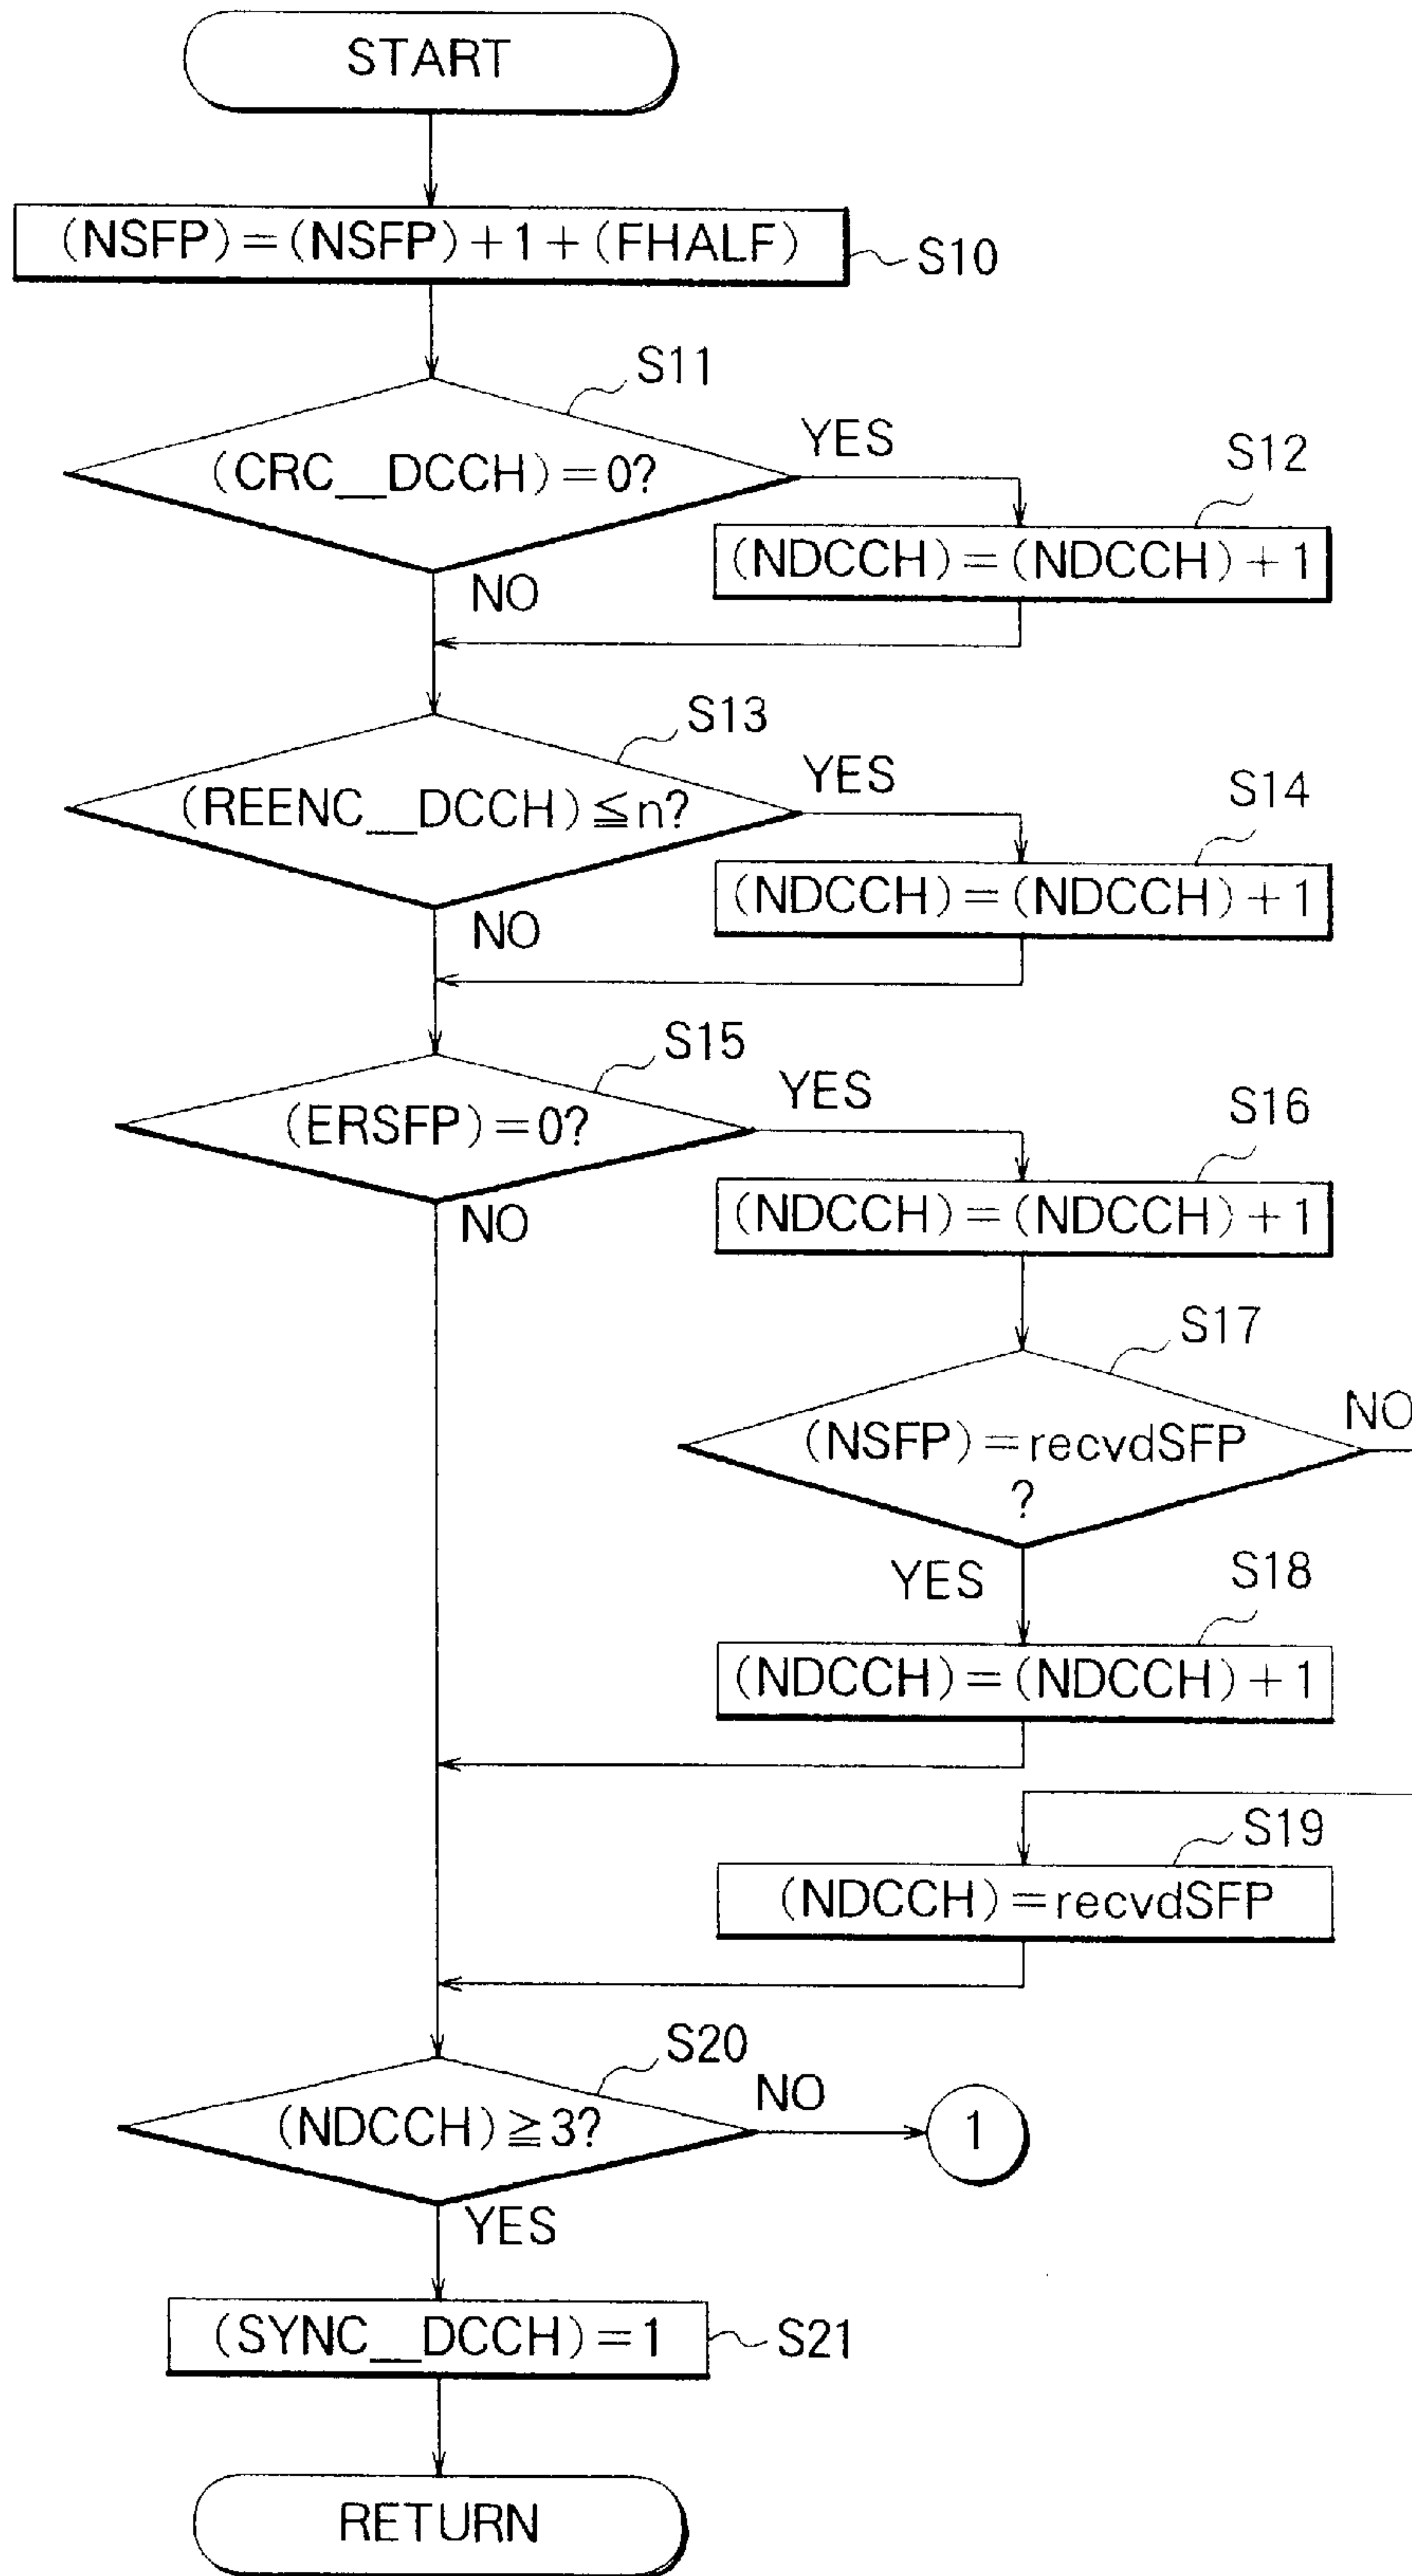 START
(NSFP)=(NSFP)+1+(FHALF)
S10
S11
(CRC__DCCH)=0?
YES
S12
(NDCCH)=(NDCCH)+1
NO
S13
(REENC__DCCH)≦n?
YES
S14
(NDCCH)=(NDCCH)+1
NO
S15
(ERSFP)=0?
YES
S16
(NDCCH)=(NDCCH)+1
NO
S17
(NSFP)=recvdSFP
?
NO
YES
S18
(NDCCH)=(NDCCH)+1
S19
(NDCCH)=recvdSFP
S20
(NDCCH)≧3?
NO
1
YES
(SYNC__DCCH)=1
S21
RETURN